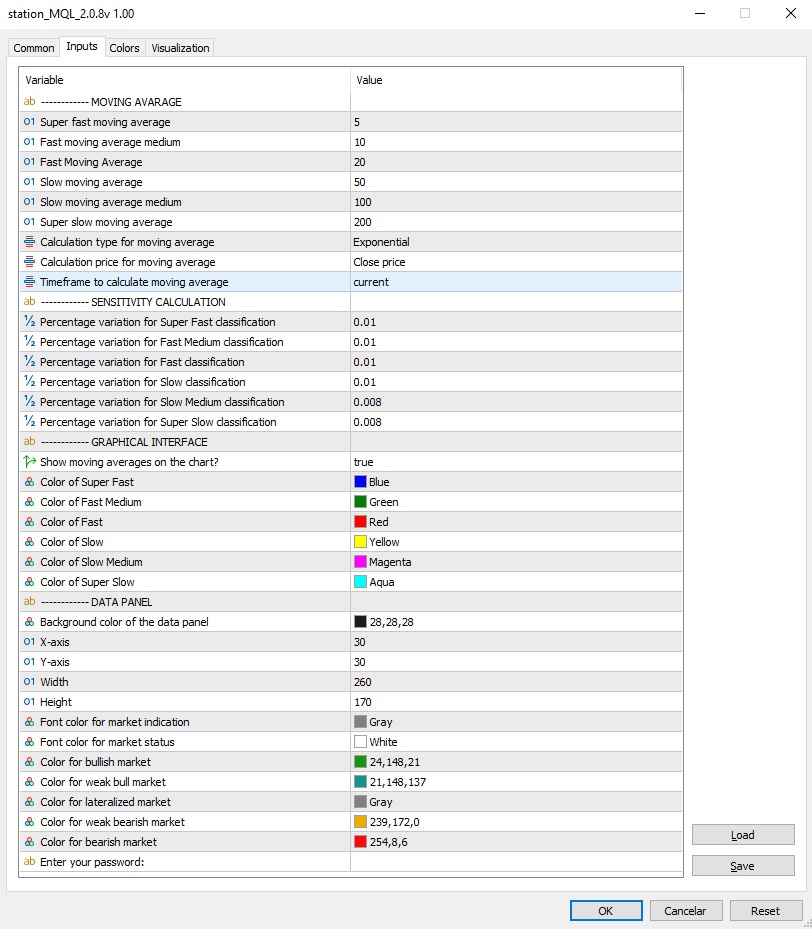 station_MQL_2.0.8v 1.00
Common Inputs Colors Visualization
Variable Value
ab ------------ MOVING AVARAGE
01 Super fast moving average 5
01 Fast moving average medium 10
01 Fast Moving Average 20
01 Slow moving average 50
01 Slow moving average medium 100
01 Super slow moving average 200
Calculation type for moving average Exponential
Calculation price for moving average Close price
Timeframe to calculate moving average current
ab ------------ SENSITIVITY CALCULATION
½ Percentage variation for Super Fast classification 0.01
½ Percentage variation for Fast Medium classification 0.01
½ Percentage variation for Fast classification 0.01
½ Percentage variation for Slow classification 0.01
½ Percentage variation for Slow Medium classification 0.008
½ Percentage variation for Super Slow classification 0.008
ab ------------ GRAPHICAL INTERFACE
Show moving averages on the chart? true
Color of Super Fast Blue
Color of Fast Medium Green
Color of Fast Red
Color of Slow Yellow
Color of Slow Medium Magenta
Color of Super Slow Aqua
ab ------------ DATA PANEL
Background color of the data panel 28,28,28
01 X-axis 30
01 Y-axis 30
01 Width 260
01 Height 170
Font color for market indication Gray
Font color for market status White
Color for bullish market 24,148,21
Color for weak bull market 21,148,137
Color for lateralized market Gray
Color for weak bearish market 239,172,0
Color for bearish market 254,8,6
ab Enter your password:
Load
Save
OK Cancelar Reset